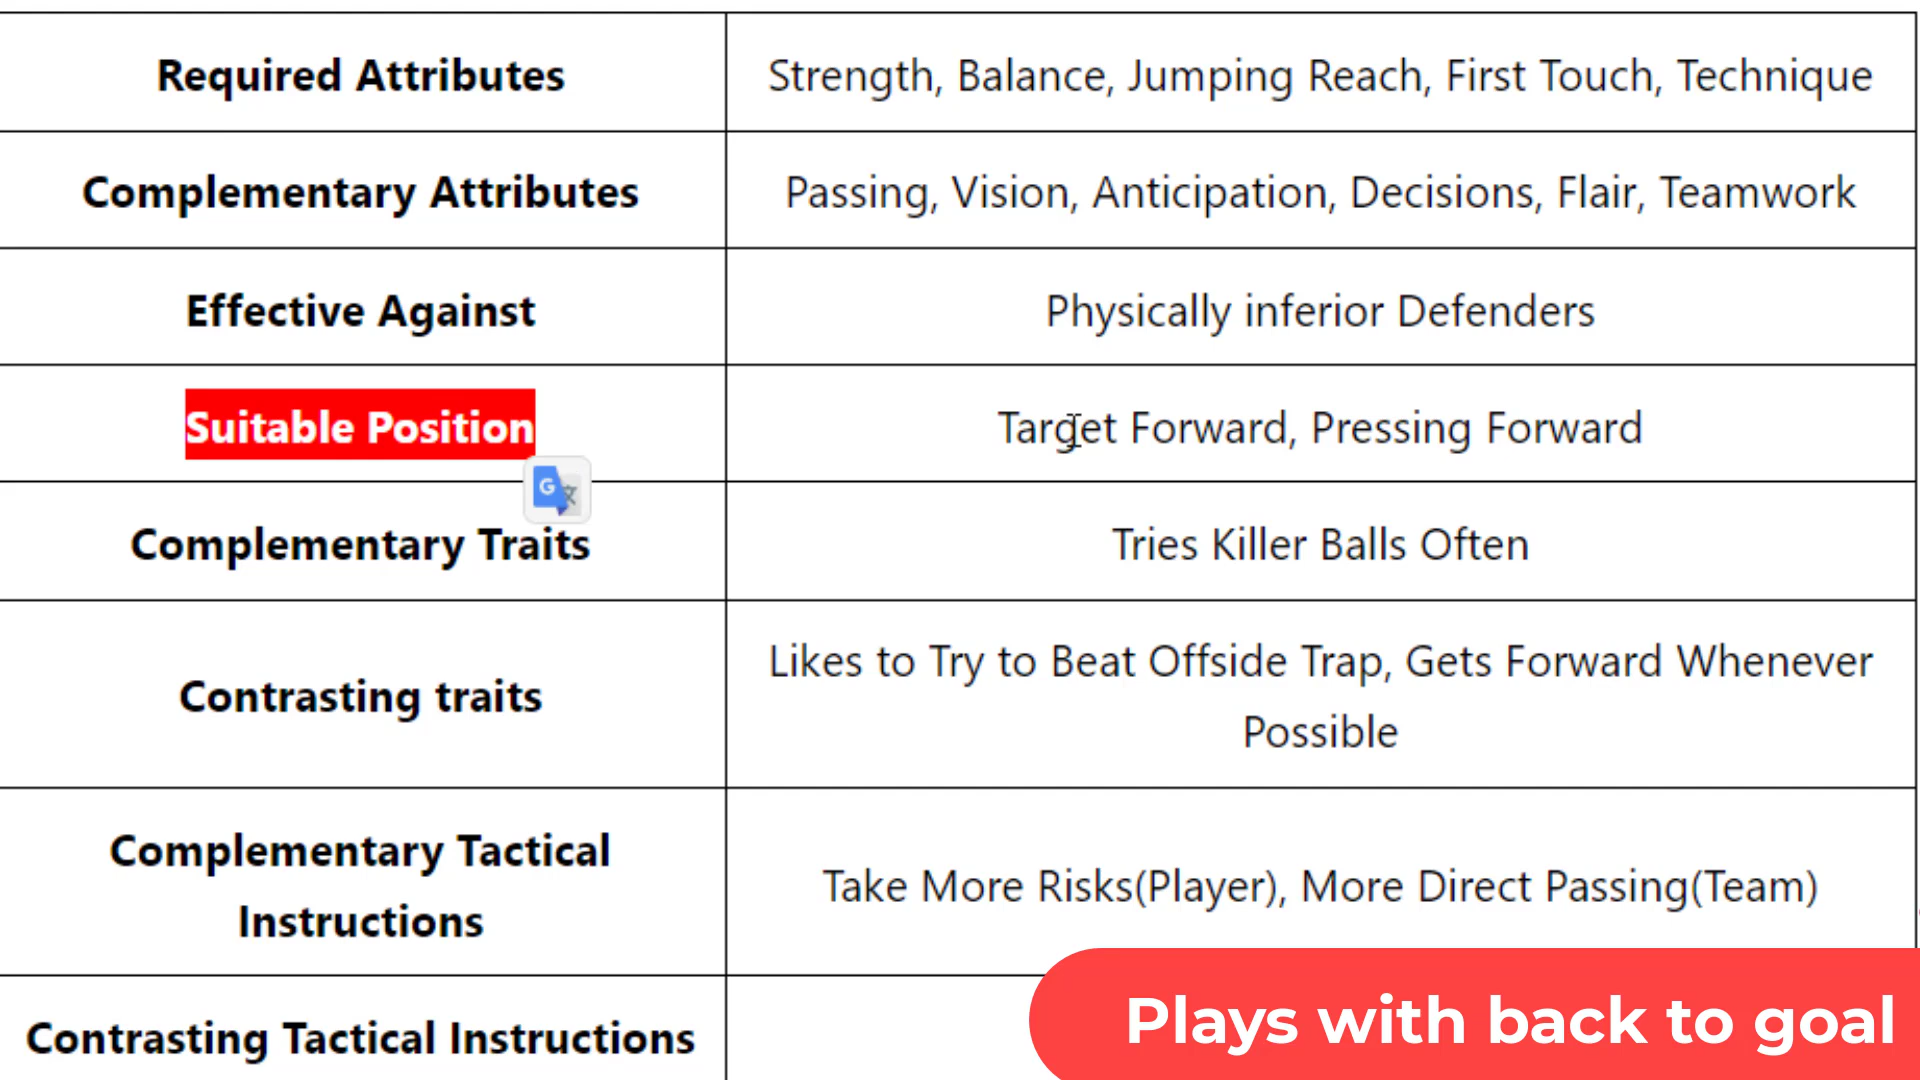 Required Attributes
Strength, Balance, Jumping Reach, First Touch, Technique
Complementary Attributes
Passing, Vision, Anticipation, Decisions, Flair, Teamwork
Effective Against
Physically inferior Defenders
Suitable Position
Target Forward, Pressing Forward
Complementary Traits
Tries Killer Balls Often
Contrasting traits
Likes to Try to Beat Offside Trap, Gets Forward Whenever
Possible
Complementary Tactical
Instructions
Take More Risks(Player), More Direct Passing(Team)
Contrasting Tactical Instructions
Plays with back to goal